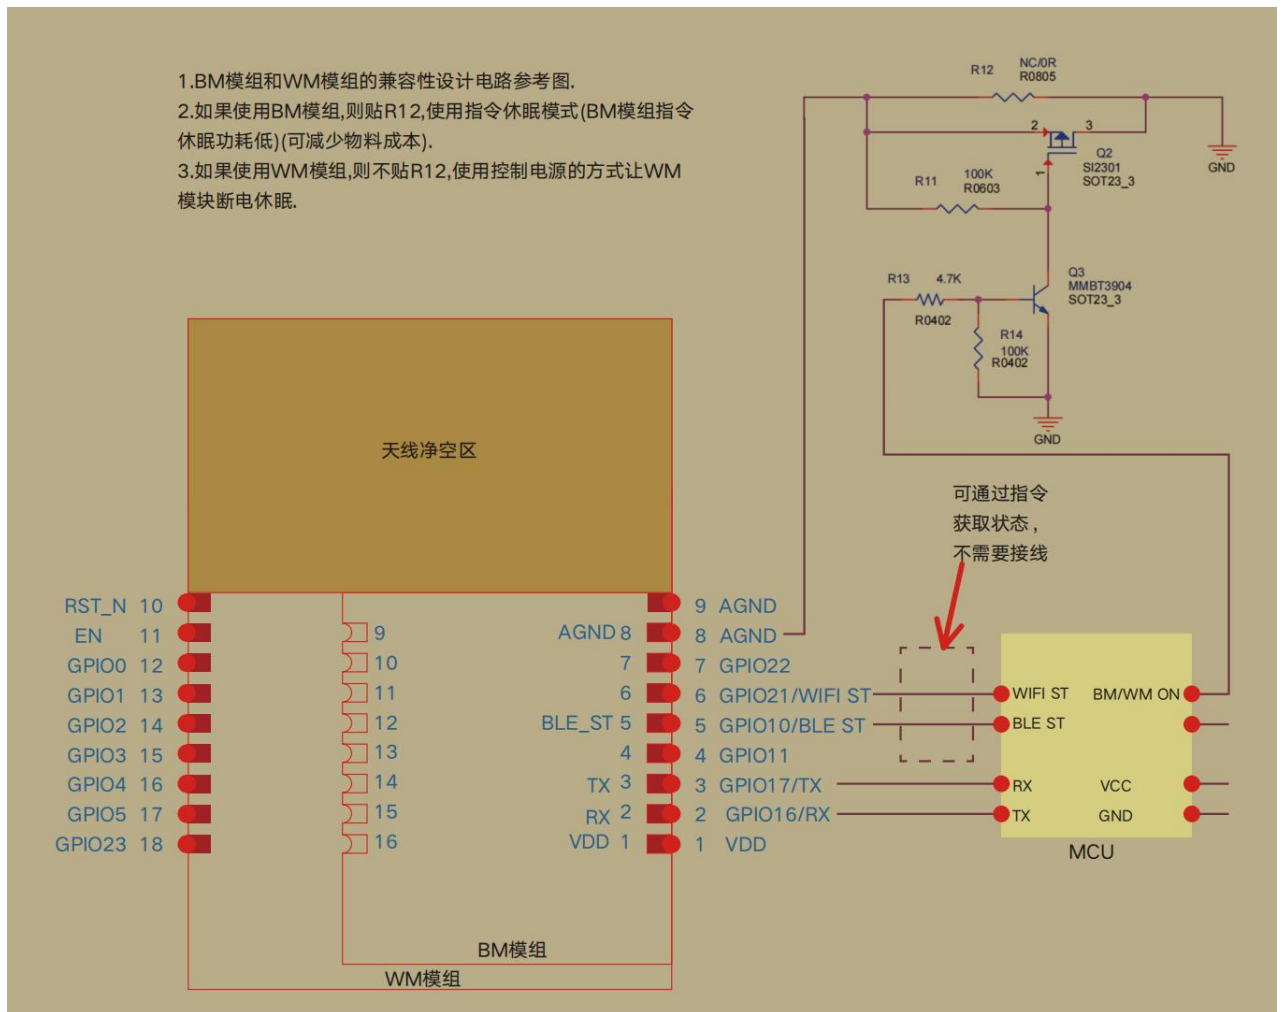 1.BM模组和WM模组的兼容性设计电路参考图.
2.如果使用BM模组,则贴R12,使用指令休眠模式(BM模组指令
休眠功耗低)(可减少物料成本).
3.如果使用WM模组,则不贴R12,使用控制电源的方式让WM
模块断电休眠.
R12 NC/0R
R0805
2 3
Q2
SI2301
SOT23_3
1
GND
R11 100K
R0603
R13 4.7K
R0402
Q3
MMBT3904
SOT23_3
R14
100K
R0402
GND
天线净空区
可通过指令
获取状态，
不需要接线
RST_N 10
EN 11
GPIO0 12
GPIO1 13
GPIO2 14
GPIO3 15
GPIO4 16
GPIO5 17
GPIO23 18
9
10
11
12
13
14
15
16
AGND 8
7
6
BLE_ST 5
4
TX 3
RX 2
VDD 1
9 AGND
8 AGND
7 GPIO22
6 GPIO21/WIFI ST
5 GPIO10/BLE ST
4 GPIO11
3 GPIO17/TX
2 GPIO16/RX
1 VDD
WIFI ST BM/WM ON
BLE ST
RX VCC
TX GND
MCU
BM模组
WM模组